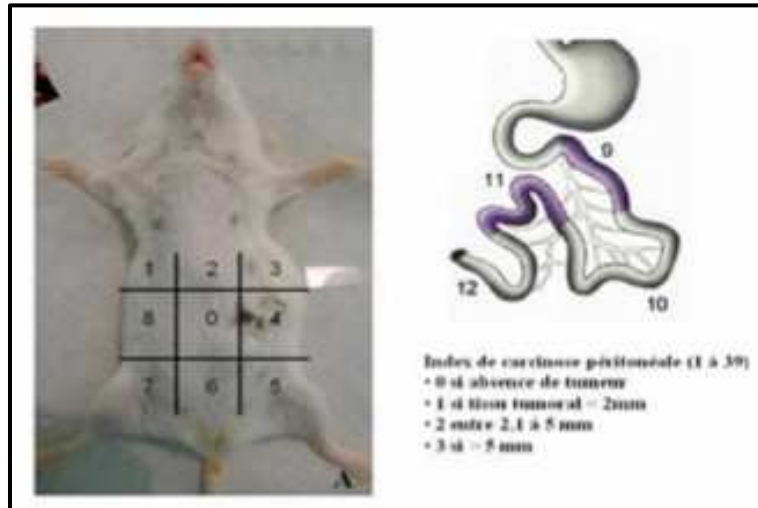 1 2 3
8 0 4
7 6 5
A
9
11
12
10
Index de carcinose péritonéale (1 à 39)
• 0 si absence de tumeur
• 1 si tissu tumoral < 2mm
• 2 entre 2,1 à 5 mm
• 3 si > 5 mm